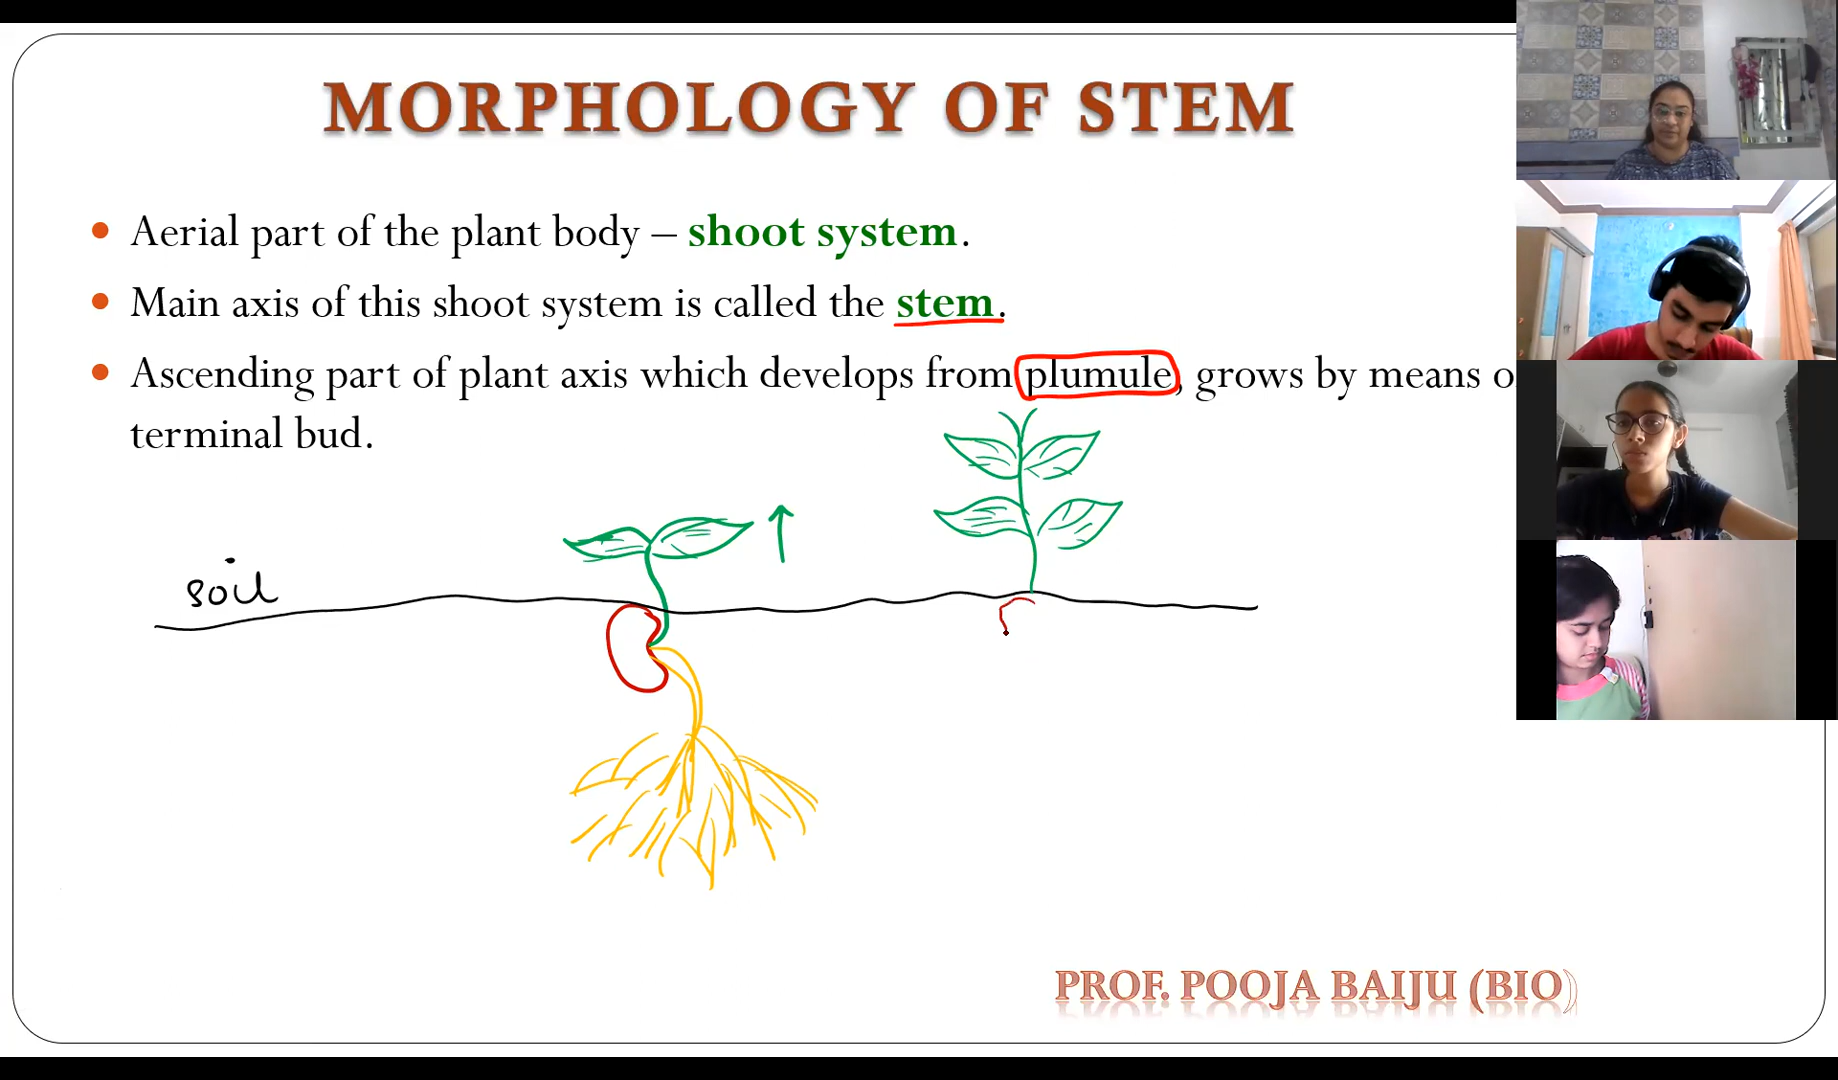 MORPHOLOGY OF STEM
• Aerial part of the plant body – shoot system.
• Main axis of this shoot system is called the stem.
• Ascending part of plant axis which develops from plumule, grows by means o
terminal bud.
soil
PROF. POOJA BAIJU (BIO)